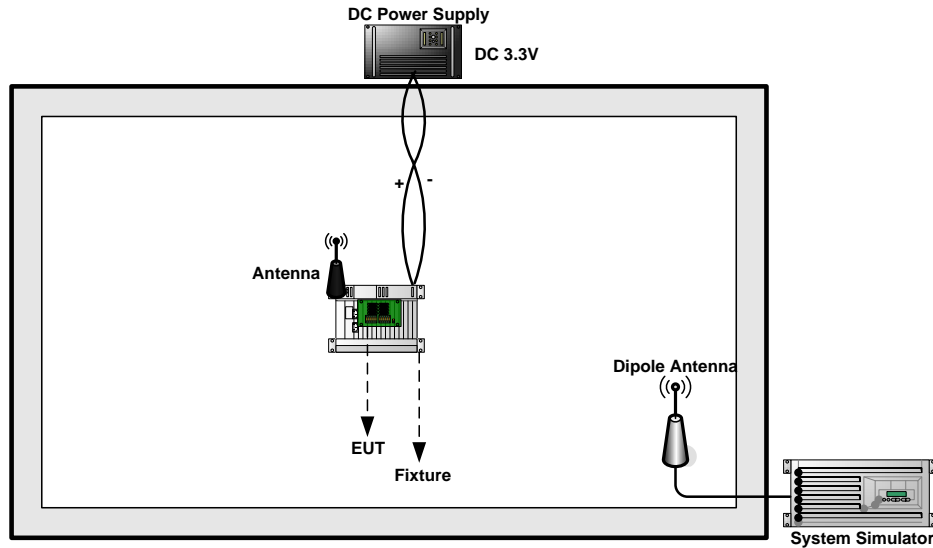 DC Power Supply
DC 3.3V
+ -
Antenna
Dipole Antenna
EUT
Fixture
System Simulator